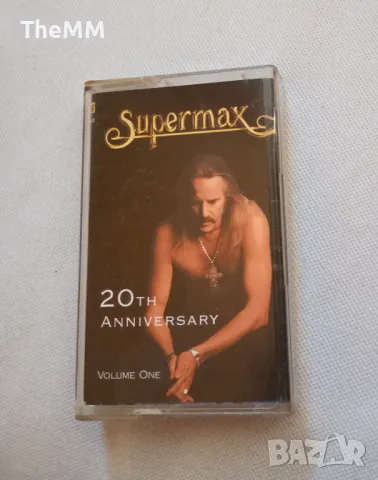 TheMM
Supermax
20TH
ANNIVERSARY
VOLUME ONE
BAZAR